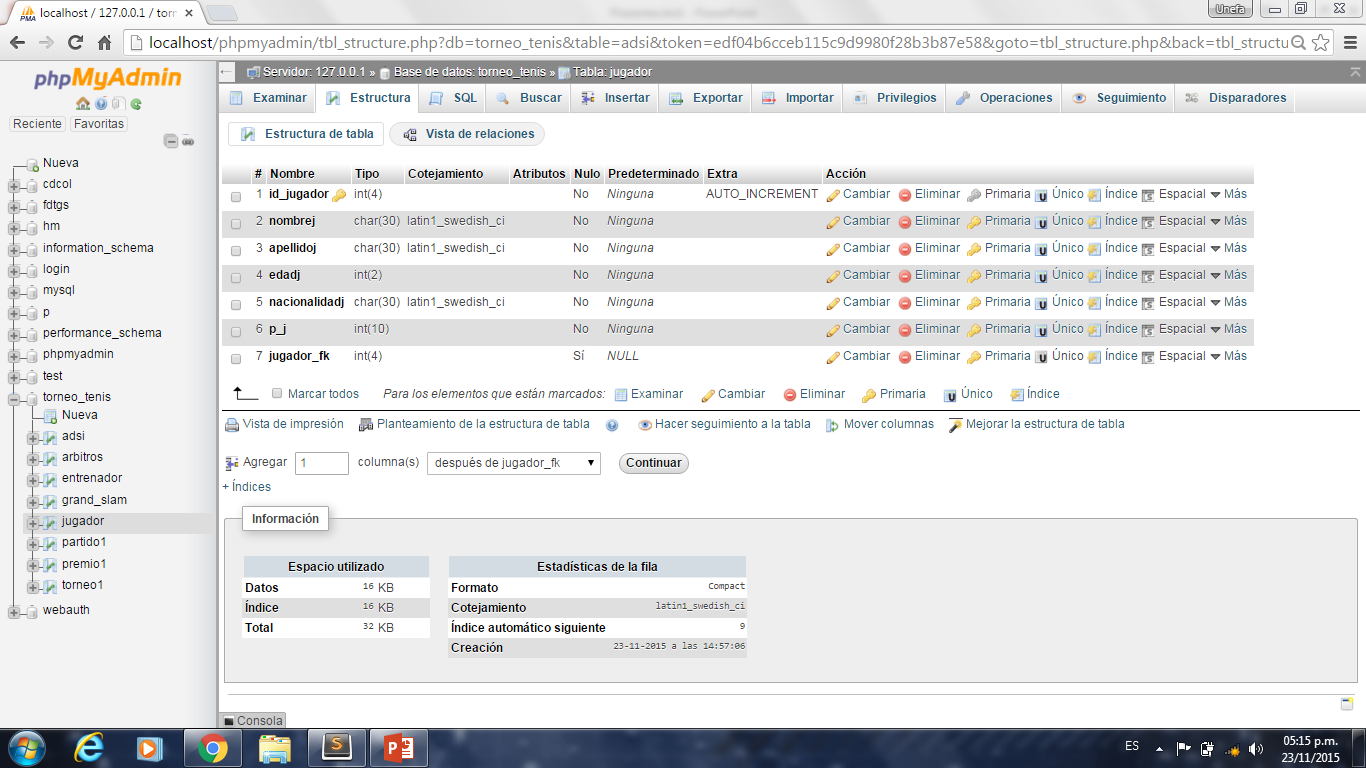 localhost / 127.0.0.1 / torn
Unefa
localhost/phpmyadmin/tbl_structure.php?db=torneo_tenis&table=adsi&token=edf04b6cceb115c9d9980f28b3b87e58&goto=tbl_structure.php&back=tbl_structu
phpMyAdmin
Reciente Favoritas
Nueva
cdcol
fdtgs
hm
information_schema
login
mysql
p
performance_schema
phpmyadmin
test
torneo_tenis
Nueva
adsi
arbitros
entrenador
grand_slam
jugador
partido1
premio1
torneo1
webauth
Servidor: 127.0.0.1 » Base de datos: torneo_tenis » Tabla: jugador
Examinar Estructura SQL Buscar Insertar Exportar Importar Privilegios Operaciones Seguimiento Disparadores
Estructura de tabla Vista de relaciones
# Nombre Tipo Cotejamiento Atributos Nulo Predeterminado Extra Acción
1 id_jugador int(4) No Ninguna AUTO_INCREMENT Cambiar Eliminar Primaria Único Índice Espacial Más
2 nombrej char(30) latin1_swedish_ci No Ninguna Cambiar Eliminar Primaria Único Índice Espacial Más
3 apellidoj char(30) latin1_swedish_ci No Ninguna Cambiar Eliminar Primaria Único Índice Espacial Más
4 edadj int(2) No Ninguna Cambiar Eliminar Primaria Único Índice Espacial Más
5 nacionalidadj char(30) latin1_swedish_ci No Ninguna Cambiar Eliminar Primaria Único Índice Espacial Más
6 p_j int(10) No Ninguna Cambiar Eliminar Primaria Único Índice Espacial Más
7 jugador_fk int(4) Sí NULL Cambiar Eliminar Primaria Único Índice Espacial Más
Marcar todos Para los elementos que están marcados: Examinar Cambiar Eliminar Primaria Único Índice
Vista de impresión Planteamiento de la estructura de tabla Hacer seguimiento a la tabla Mover columnas Mejorar la estructura de tabla
Agregar 1 columna(s) después de jugador_fk Continuar
+ Índices
Información
Espacio utilizado
Datos 16 KB
Índice 16 KB
Total 32 KB
Estadísticas de la fila
Formato Compact
Cotejamiento latin1_swedish_ci
Índice automático siguiente 9
Creación 23-11-2015 a las 14:57:06
Consola
ES
05:15 p.m.
23/11/2015